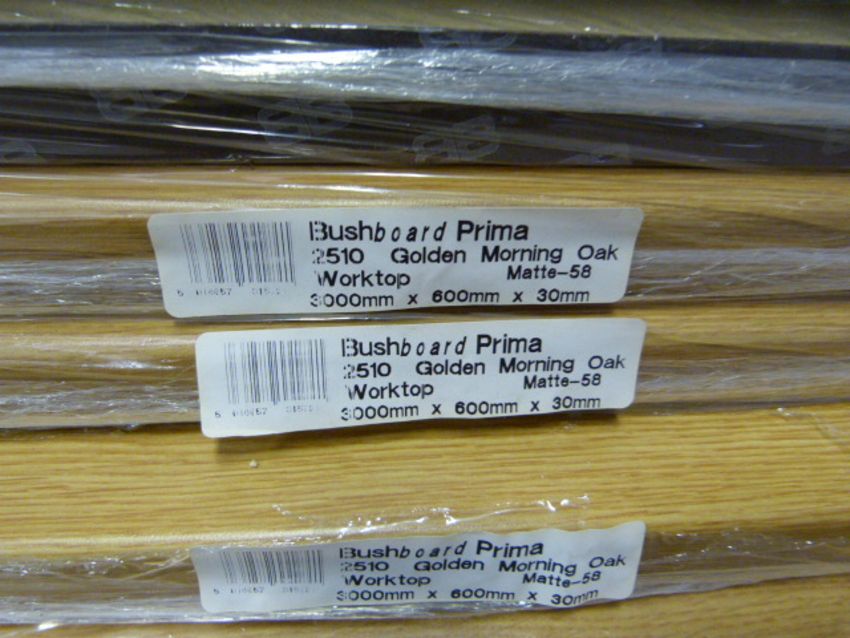 Bushboard Prima
2510 Golden Morning Oak
Worktop Matte-58
3000mm x 600mm x 30mm
Bushboard Prima
2510 Golden Morning Oak
Worktop Matte-58
3000mm x 600mm x 30mm
Bushboard Prima
2510 Golden Morning Oak
Worktop Matte-58
3000mm x 600mm x 30mm